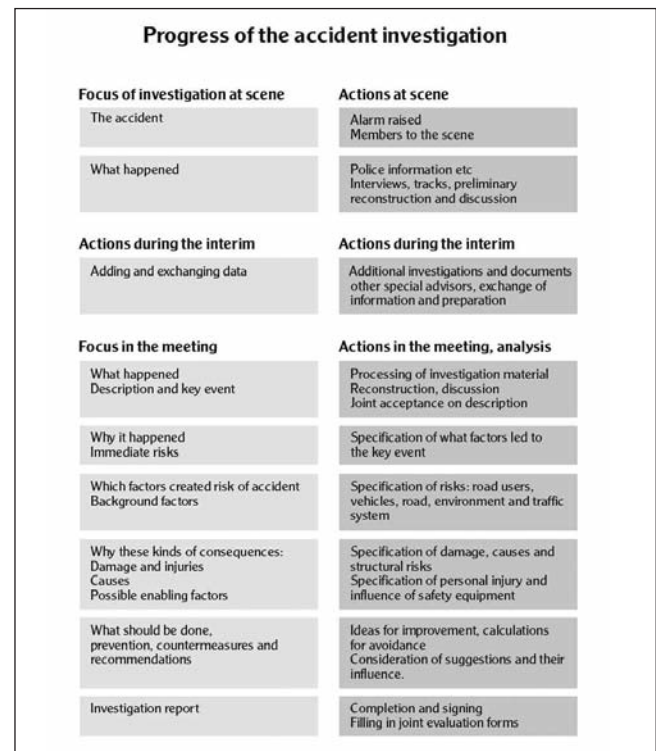 Progress of the accident investigation
Focus of investigation at scene
Actions at scene
The accident
Alarm raised
Members to the scene
What happened
Police information etc
Interviews, tracks, preliminary
reconstruction and discussion
Actions during the interim
Actions during the interim
Adding and exchanging data
Additional investigations and documents
other special advisors, exchange of
information and preparation
Focus in the meeting
Actions in the meeting, analysis
What happened
Description and key event
Processing of investigation material
Reconstruction, discussion
Joint acceptance on description
Why it happened
Immediate risks
Specification of what factors led to
the key event
Which factors created risk of accident
Background factors
Specification of risks: road users,
vehicles, road, environment and traffic
system
Why these kinds of consequences:
Damage and injuries
Causes
Possible enabling factors
Specification of damage, causes and
structural risks
Specification of personal injury and
influence of safety equipment
What should be done,
prevention, countermeasures and
recommendations
Ideas for improvement, calculations
for avoidance
Consideration of suggestions and their
influence.
Investigation report
Completion and signing
Filling in joint evaluation forms